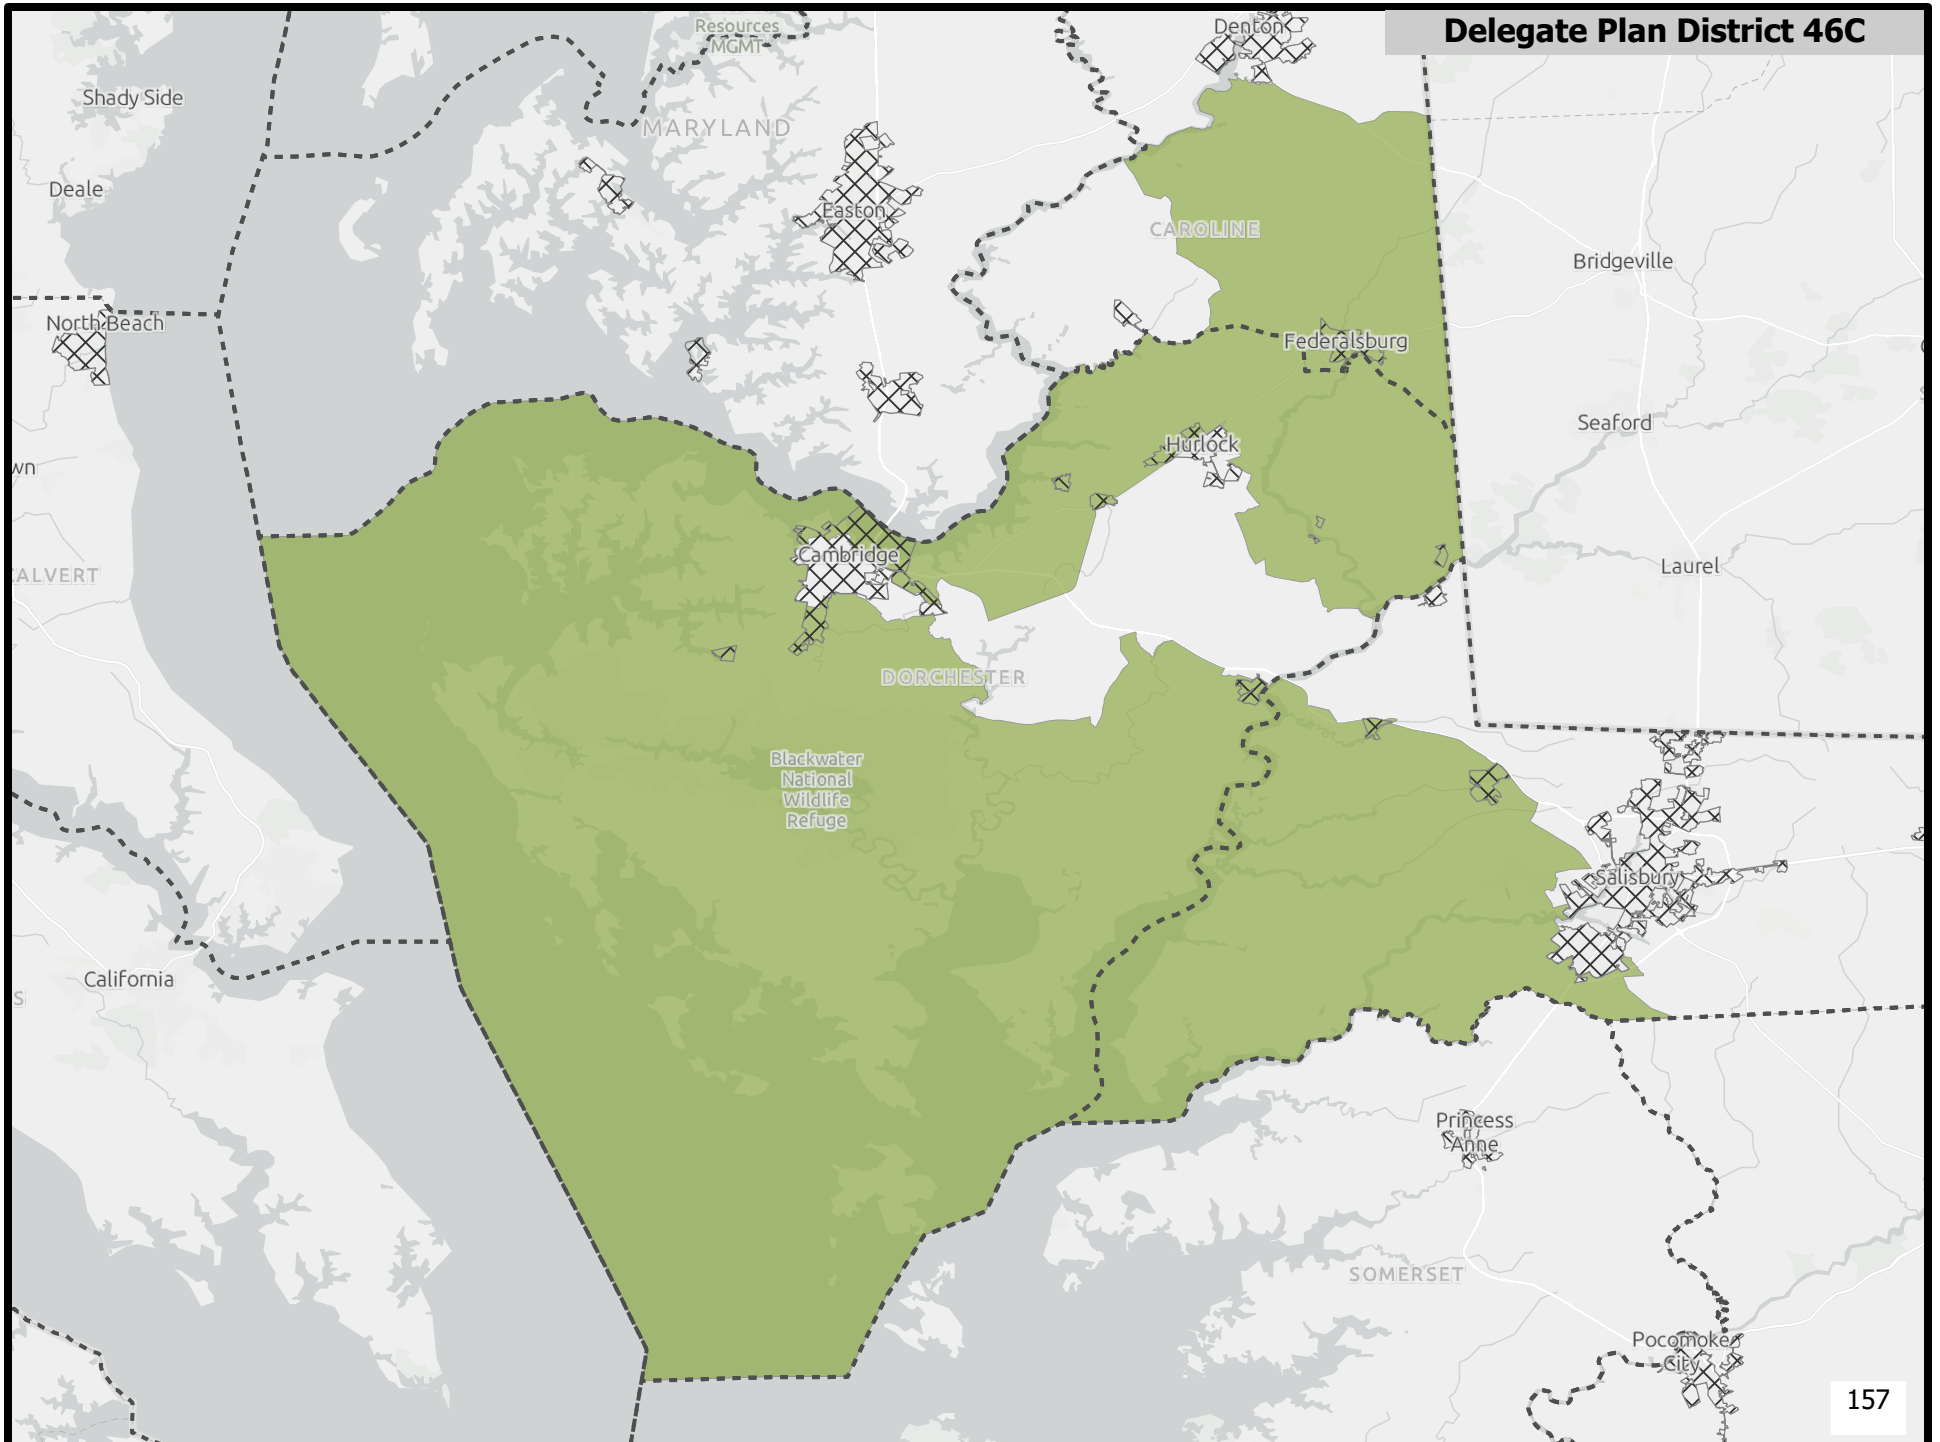 Delegate Plan District 46C
Resources
MGMT
Denton
Shady Side
MARYLAND
Deale
Easton
CAROLINE
Bridgeville
North Beach
Federalsburg
Seaford
Hurlock
wn
Cambridge
Laurel
ALVERT
DORCHESTER
Blackwater
National
Wildlife
Refuge
Salisbury
California
S
Princess
Anne
SOMERSET
Pocomoke
City
157